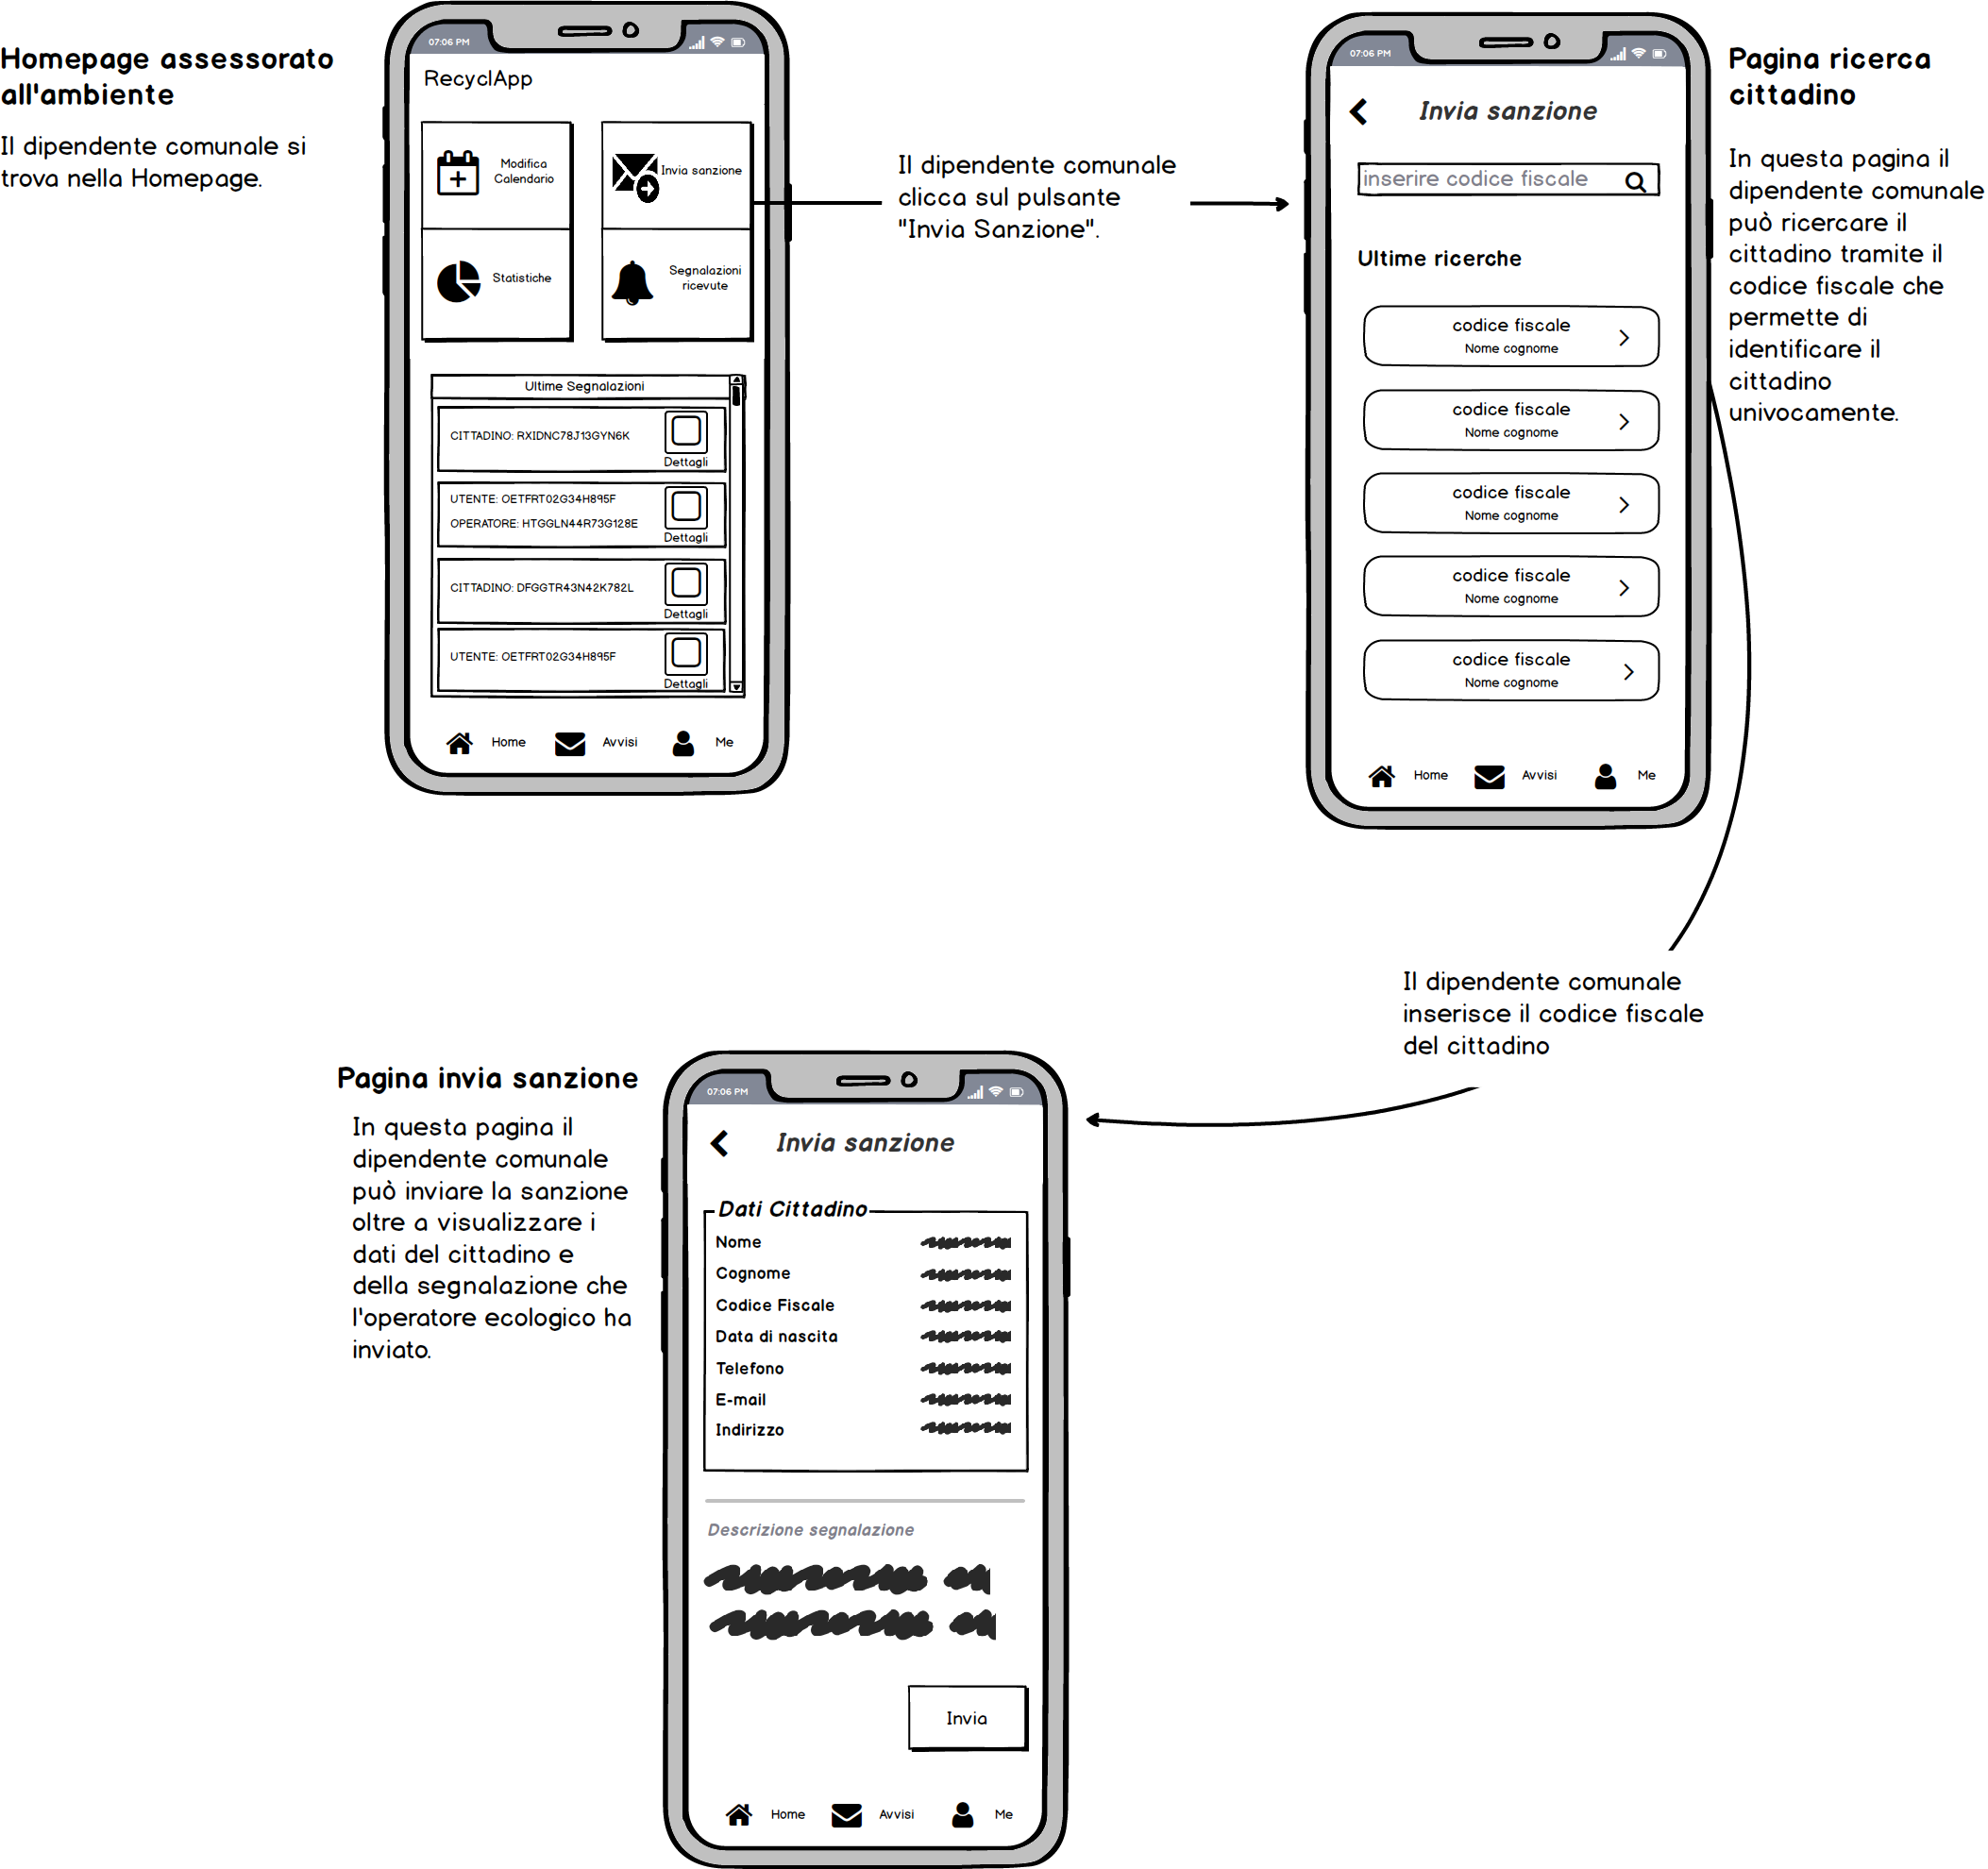 Homepage assessorato
all'ambiente
Il dipendente comunale si
trova nella Homepage.
07:06 PM
RecyclApp
Modifica
Calendario
Invia sanzione
Statistiche
Segnalazioni
ricevute
Ultime Segnalazioni
CITTADINO: RXIDNC78J13GYN6K
Dettagli
UTENTE: OETFRT02G34H895F
OPERATORE: HTGGLN44R73G128E
Dettagli
CITTADINO: DFGGTR43N42K782L
Dettagli
UTENTE: OETFRT02G34H895F
Dettagli
Home Avvisi Me
Il dipendente comunale
clicca sul pulsante
"Invia Sanzione".
07:06 PM
Invia sanzione
inserire codice fiscale
Ultime ricerche
codice fiscale
Nome cognome
codice fiscale
Nome cognome
codice fiscale
Nome cognome
codice fiscale
Nome cognome
codice fiscale
Nome cognome
Home Avvisi Me
Pagina ricerca
cittadino
In questa pagina il
dipendente comunale
può ricercare il
cittadino tramite il
codice fiscale che
permette di
identificare il
cittadino
univocamente.
Il dipendente comunale
inserisce il codice fiscale
del cittadino
Pagina invia sanzione
In questa pagina il
dipendente comunale
può inviare la sanzione
oltre a visualizzare i
dati del cittadino e
della segnalazione che
l'operatore ecologico ha
inviato.
07:06 PM
Invia sanzione
Dati Cittadino
Nome
Cognome
Codice Fiscale
Data di nascita
Telefono
E-mail
Indirizzo
Descrizione segnalazione
Invia
Home Avvisi Me